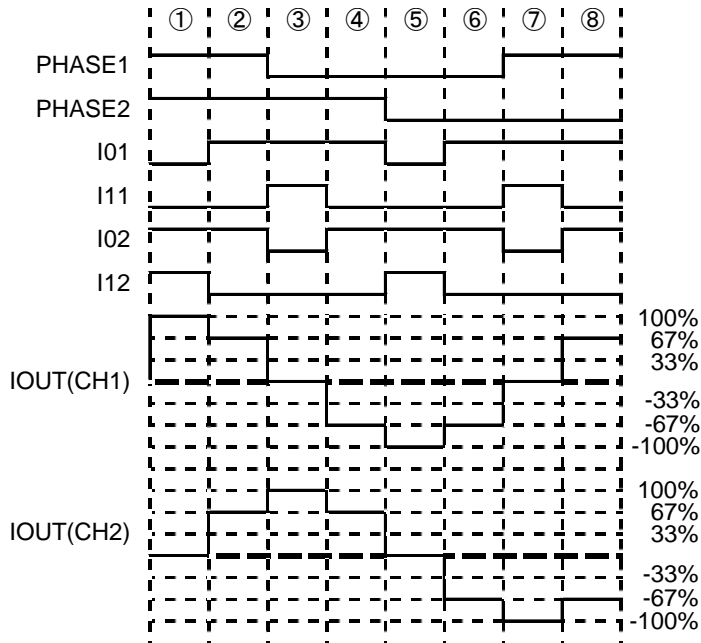 ① ② ③ ④ ⑤ ⑥ ⑦ ⑧
PHASE1
PHASE2
I01
I11
I02
I12
100%
67%
33%
IOUT(CH1)
-33%
-67%
-100%
100%
67%
IOUT(CH2)
33%
-33%
-67%
-100%